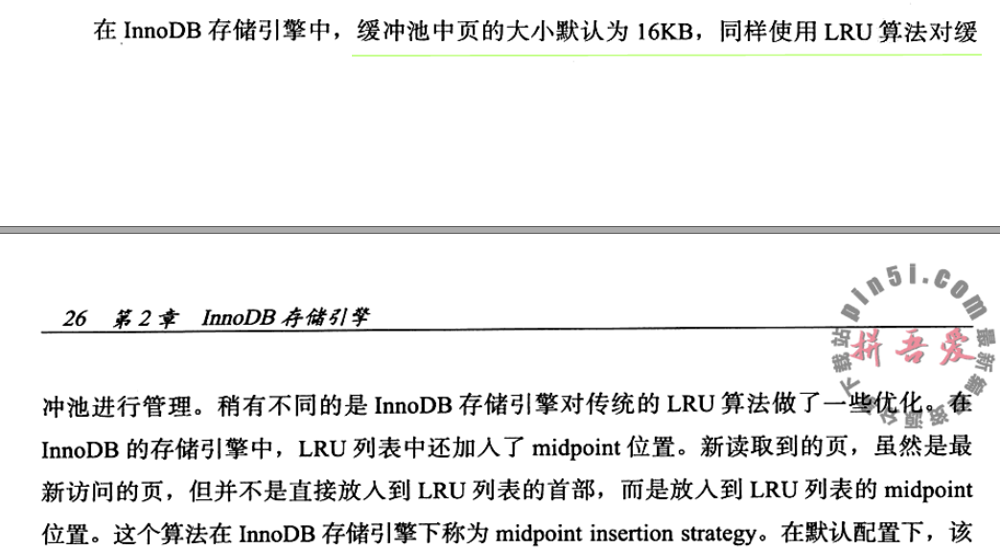 在 InnoDB 存储引擎中，缓冲池中页的大小默认为 16KB，同样使用 LRU 算法对缓
26 第 2 章 InnoDB 存储引擎
pin5i.com
拼吾爱
冲池进行管理。稍有不同的是 InnoDB 存储引擎对传统的 LRU 算法做了一些优化。在
InnoDB 的存储引擎中，LRU 列表中还加入了 midpoint 位置。新读取到的页，虽然是最
新访问的页，但并不是直接放入到 LRU 列表的首部，而是放入到 LRU 列表的 midpoint
位置。这个算法在 InnoDB 存储引擎下称为 midpoint insertion strategy。在默认配置下，该